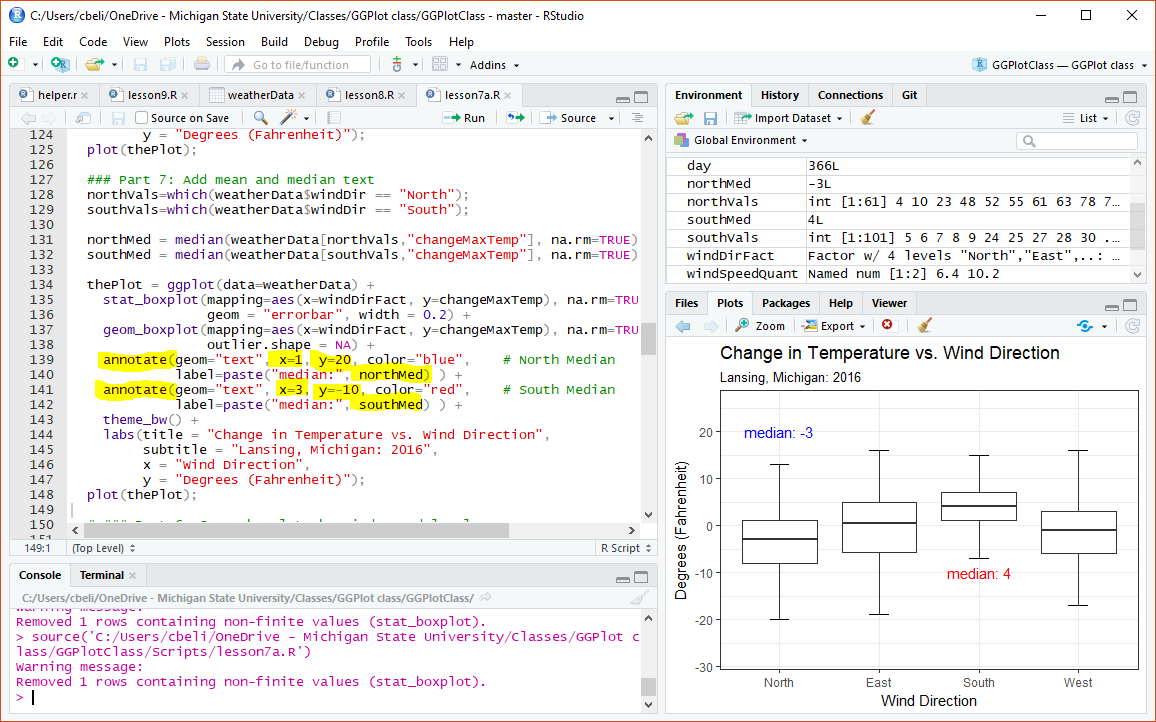 C:/Users/cbeli/OneDrive - Michigan State University/Classes/GGPlot class/GGPlotClass - master - RStudio
File Edit Code View Plots Session Build Debug Profile Tools Help
Go to file/function Addins GGPlotClass — GGPlot class
helper.r lesson9.R weatherData lesson8.R lesson7a.R
Source on Save Run Source
124 y = "Degrees (Fahrenheit)");
125 plot(thePlot);
126
127 ### Part 7: Add mean and median text
128 northVals=which(weatherData$windDir == "North");
129 southVals=which(weatherData$windDir == "South");
130
131 northMed = median(weatherData[northVals,"changeMaxTemp"], na.rm=TRUE)
132 southMed = median(weatherData[southVals,"changeMaxTemp"], na.rm=TRUE)
133
134 thePlot = ggplot(data=weatherData) +
135 stat_boxplot(mapping=aes(x=windDirFact, y=changeMaxTemp), na.rm=TRU
136 geom = "errorbar", width = 0.2) +
137 geom_boxplot(mapping=aes(x=windDirFact, y=changeMaxTemp), na.rm=TRU
138 outlier.shape = NA) +
139 annotate(geom="text", x=1, y=20, color="blue", # North Median
140 label=paste("median:", northMed) ) +
141 annotate(geom="text", x=3, y=-10, color="red", # South Median
142 label=paste("median:", southMed) ) +
143 theme_bw() +
144 labs(title = "Change in Temperature vs. Wind Direction",
145 subtitle = "Lansing, Michigan: 2016",
146 x = "Wind Direction",
147 y = "Degrees (Fahrenheit)");
148 plot(thePlot);
149
150
151
149:1 (Top Level) R Script
Console Terminal
C:/Users/cbeli/OneDrive - Michigan State University/Classes/GGPlot class/GGPlotClass/
Warning message:
Removed 1 rows containing non-finite values (stat_boxplot).
> source('C:/Users/cbeli/OneDrive - Michigan State University/Classes/GGPlot c
lass/GGPlotClass/Scripts/lesson7a.R')
Warning message:
Removed 1 rows containing non-finite values (stat_boxplot).
>
Environment History Connections Git
Import Dataset List
Global Environment
day 366L
northMed -3L
northVals int [1:61] 4 10 23 48 52 55 61 63 78 7…
southMed 4L
southVals int [1:101] 5 6 7 8 9 24 25 27 28 30 .…
windDirFact Factor w/ 4 levels "North","East",..: …
windSpeedQuant Named num [1:2] 6.4 10.2
Files Plots Packages Help Viewer
Zoom Export
Change in Temperature vs. Wind Direction
Lansing, Michigan: 2016
20
10
0
-10
-20
-30
Degrees (Fahrenheit)
median: -3
median: 4
North East South West
Wind Direction